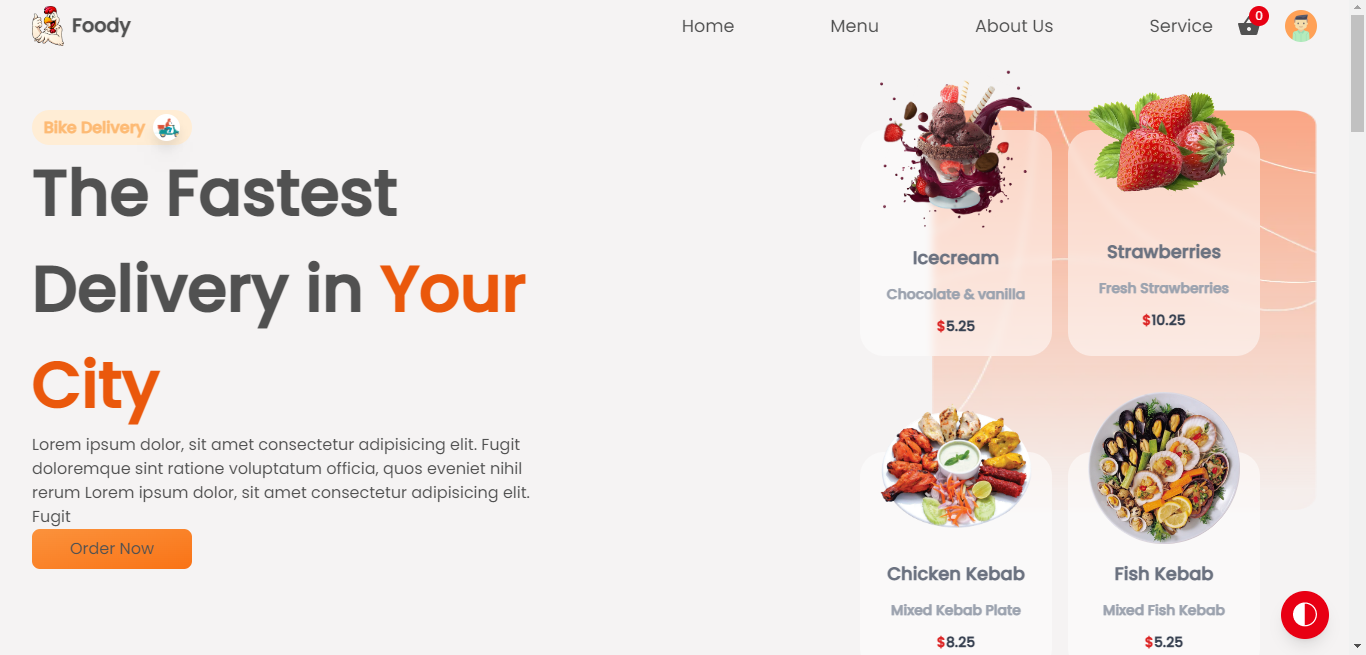 Foody
Home
Menu
About Us
Service
0
Bike Delivery
The Fastest
Delivery in Your
City
Lorem ipsum dolor, sit amet consectetur adipisicing elit. Fugit
doloremque sint ratione voluptatum officia, quos eveniet nihil
rerum Lorem ipsum dolor, sit amet consectetur adipisicing elit.
Fugit
Order Now
Icecream
Chocolate & vanilla
$5.25
Strawberries
Fresh Strawberries
$10.25
Chicken Kebab
Mixed Kebab Plate
$8.25
Fish Kebab
Mixed Fish Kebab
$5.25